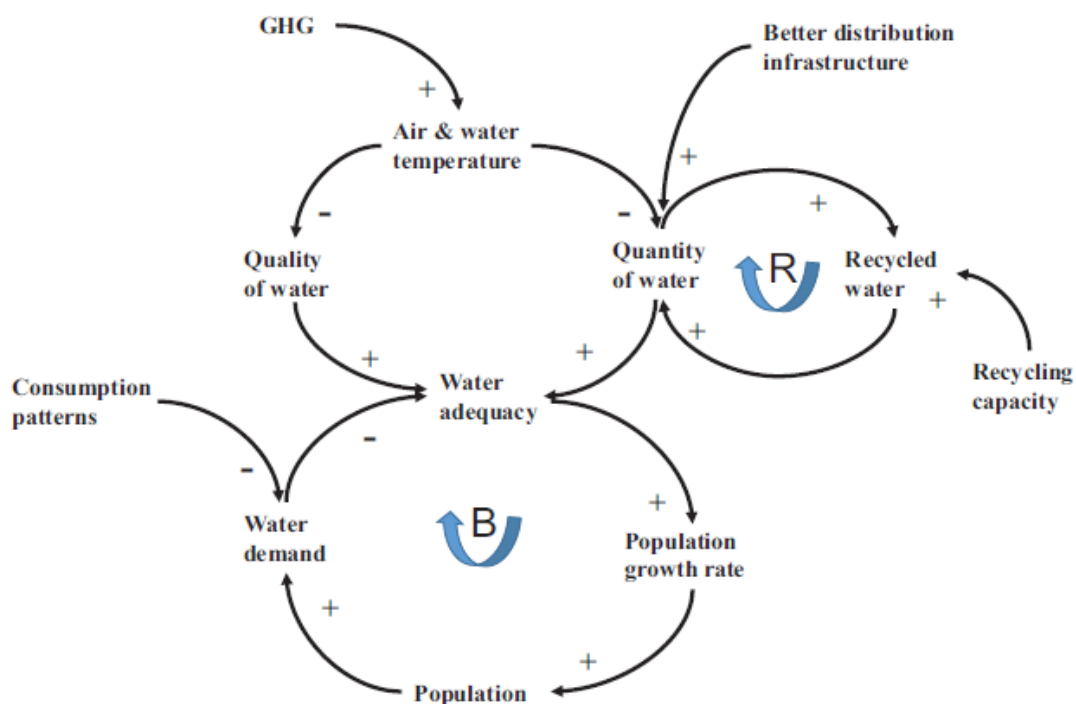 GHG
Better distribution
infrastructure
+
Air & water
temperature
+
-
-
+
Quality
of water
Quantity
of water
R
Recycled
water
+
+
+
+
Consumption
patterns
Water
adequacy
Recycling
capacity
-
-
+
Water
demand
B
Population
growth rate
+
+
Population